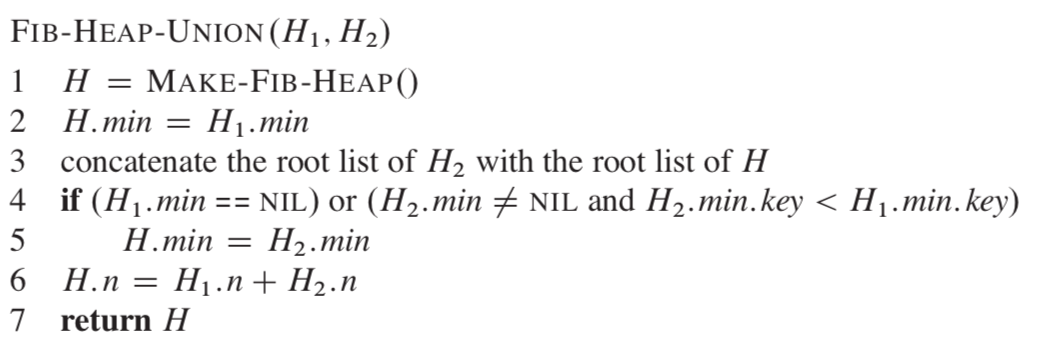 FIB-HEAP-UNION(H₁, H₂)
1 H = MAKE-FIB-HEAP()
2 H.min = H₁.min
3 concatenate the root list of H₂ with the root list of H
4 if (H₁.min == NIL) or (H₂.min ≠ NIL and H₂.min.key < H₁.min.key)
5 H.min = H₂.min
6 H.n = H₁.n + H₂.n
7 return H